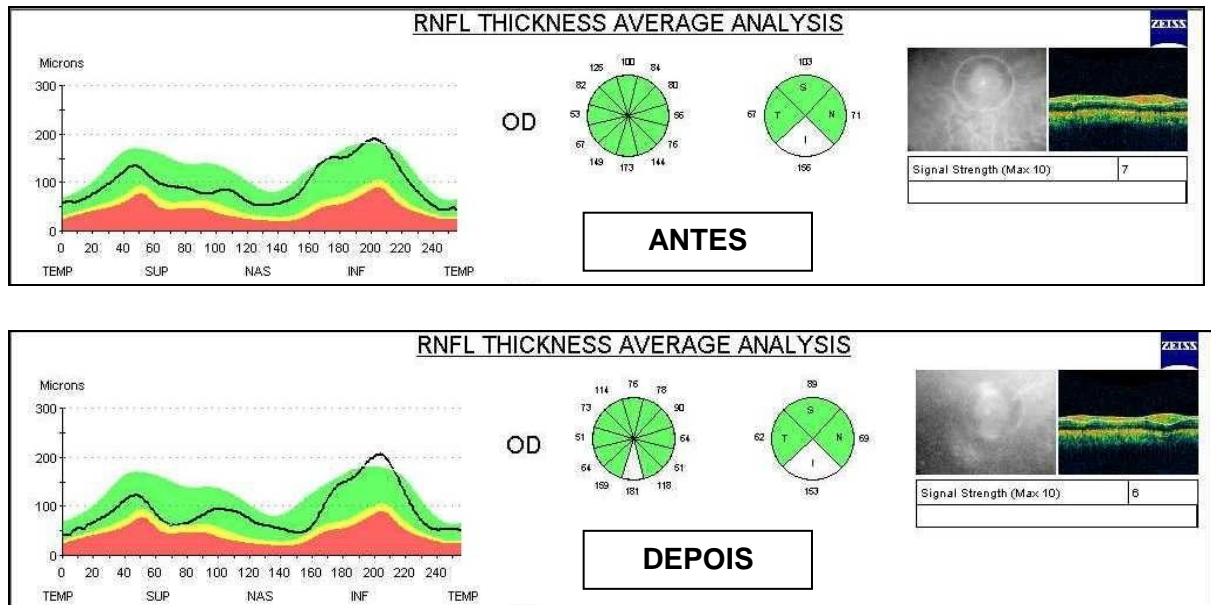 RNFL THICKNESS AVERAGE ANALYSIS
ZEISS
Microns
300
200
100
0
0 20 40 60 80 100 120 140 160 180 200 220 240
TEMP SUP NAS INF TEMP
OD
126 100 84
82 80
53 56
67 76
149 173 144
103
S
67 T N 71
I
156
Signal Strength (Max 10) 7
ANTES
RNFL THICKNESS AVERAGE ANALYSIS
ZEISS
Microns
300
200
100
0
0 20 40 60 80 100 120 140 160 180 200 220 240
TEMP SUP NAS INF TEMP
OD
114 76 78
73 90
51 64
64 51
159 181 118
89
S
62 T N 69
I
153
Signal Strength (Max 10) 6
DEPOIS